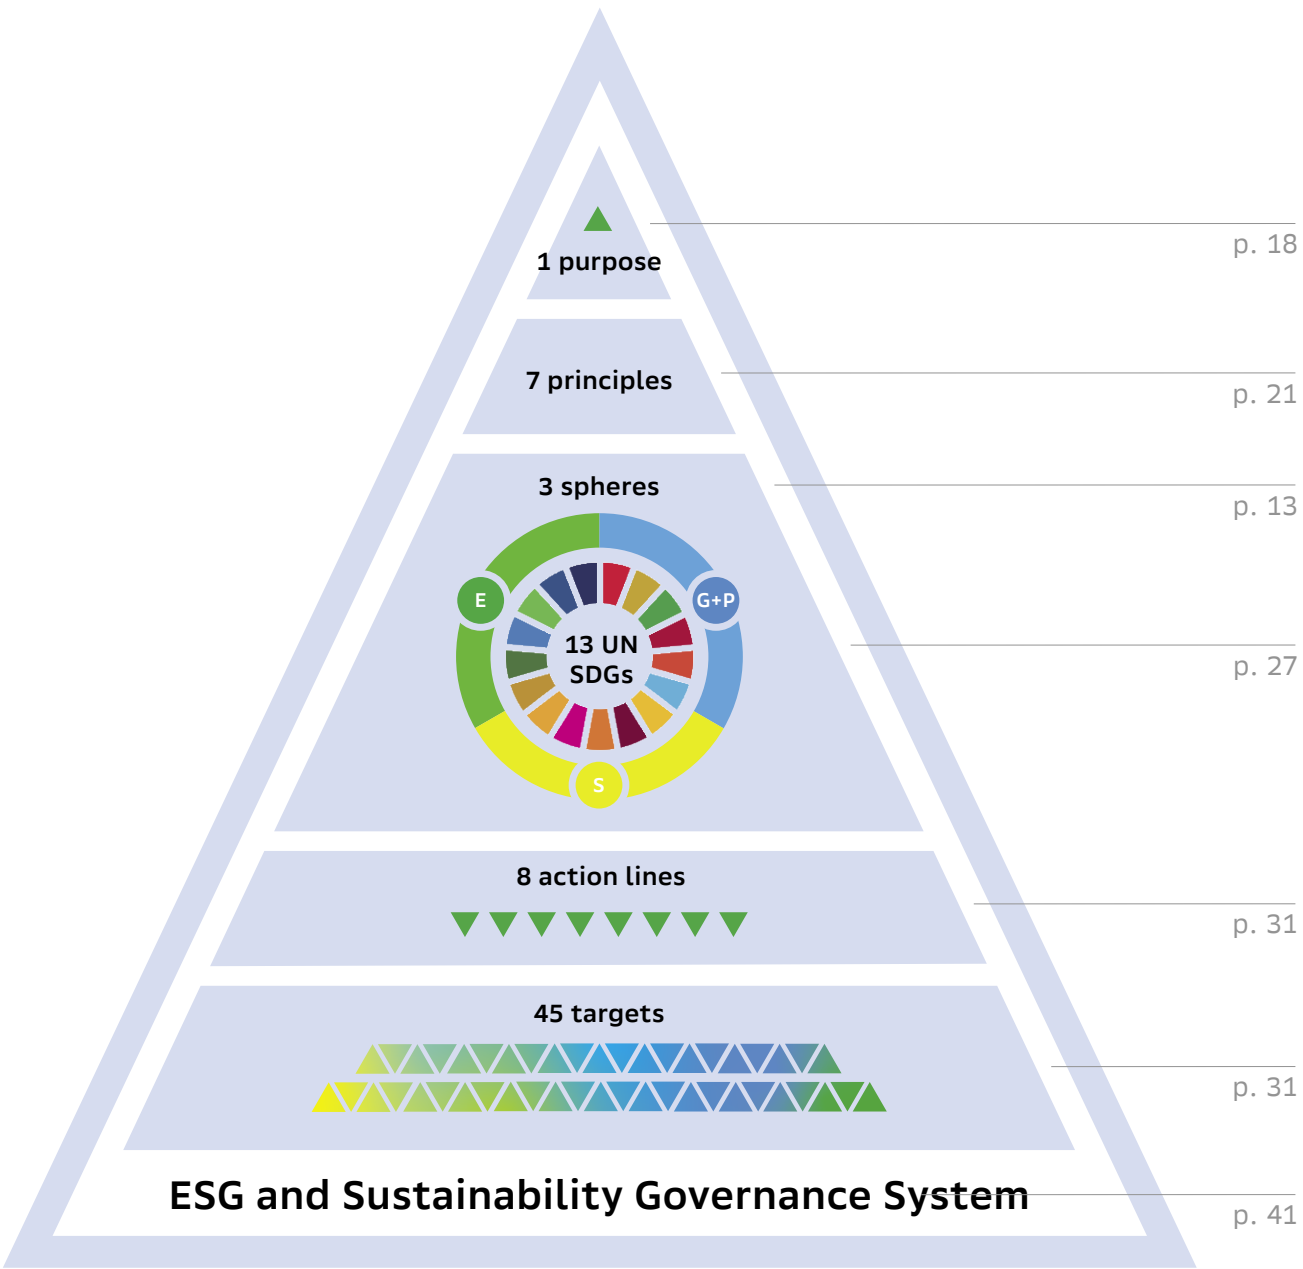 p. 18
1 purpose
7 principles
p. 21
3 spheres
p. 13
E
G+P
13 UN
SDGs
p. 27
S
8 action lines
p. 31
45 targets
p. 31
ESG and Sustainability Governance System
p. 41